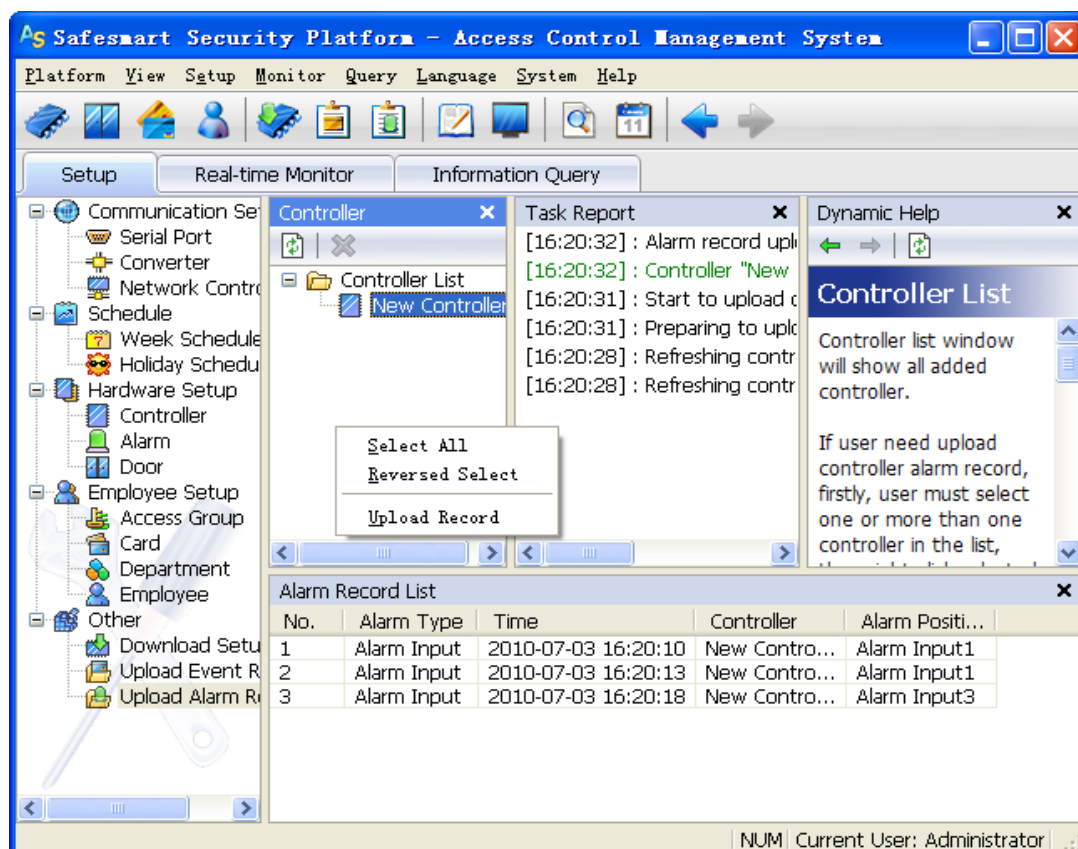 AS Safesmart Security Platform - Access Control Management System
Platform View Setup Monitor Query Language System Help
11
Setup Real-time Monitor Information Query
Communication Se
Serial Port
Converter
Network Contro
Schedule
Week Schedule
Holiday Schedu
Hardware Setup
Controller
Alarm
Door
Employee Setup
Access Group
Card
Department
Employee
Other
Download Setu
Upload Event R
Upload Alarm R
Controller
Controller List
New Controller
Select All
Reversed Select
Upload Record
Task Report
[16:20:32] : Alarm record uplo
[16:20:32] : Controller "New
[16:20:31] : Start to upload c
[16:20:31] : Preparing to uplo
[16:20:28] : Refreshing contr
[16:20:28] : Refreshing contr
Dynamic Help
Controller List
Controller list window
will show all added
controller.
If user need upload
controller alarm record,
firstly, user must select
one or more than one
controller in the list,
Alarm Record List
No. Alarm Type Time Controller Alarm Positi...
1 Alarm Input 2010-07-03 16:20:10 New Contro... Alarm Input1
2 Alarm Input 2010-07-03 16:20:13 New Contro... Alarm Input1
3 Alarm Input 2010-07-03 16:20:18 New Contro... Alarm Input3
NUM Current User: Administrator